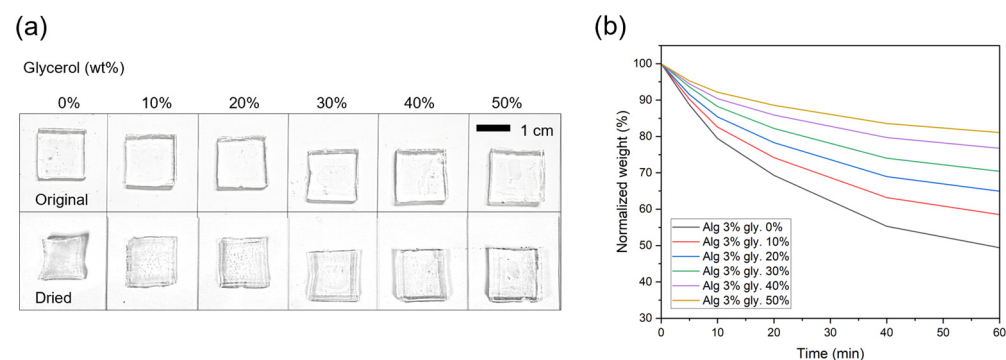 (a)
Glycerol (wt%)
0% 10% 20% 30% 40% 50%
1 cm
Original
Dried
(b)
Normalized weight (%)
100
90
80
70
60
50
40
30
Alg 3% gly. 0%
Alg 3% gly. 10%
Alg 3% gly. 20%
Alg 3% gly. 30%
Alg 3% gly. 40%
Alg 3% gly. 50%
0 10 20 30 40 50 60
Time (min)